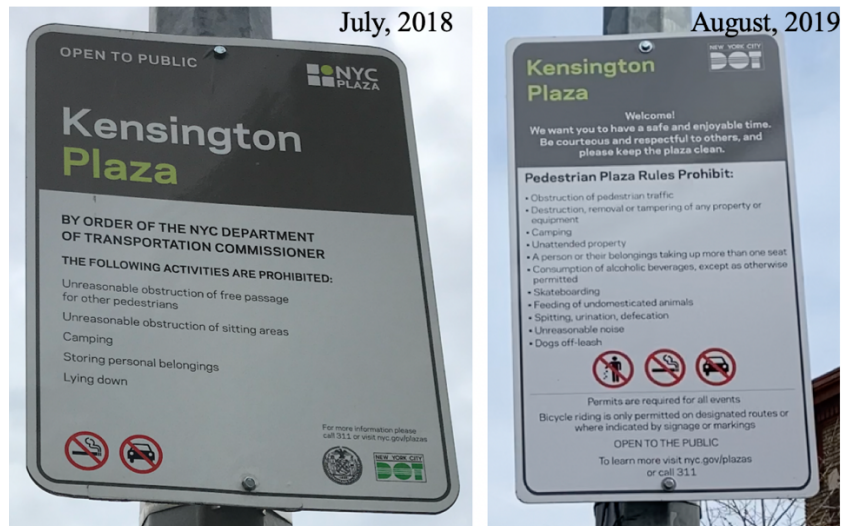 July, 2018
OPEN TO PUBLIC
NYC
PLAZA
Kensington
Plaza
BY ORDER OF THE NYC DEPARTMENT
OF TRANSPORTATION COMMISSIONER
THE FOLLOWING ACTIVITIES ARE PROHIBITED:
Unreasonable obstruction of free passage
for other pedestrians
Unreasonable obstruction of sitting areas
Camping
Storing personal belongings
Lying down
For more information please
call 311 or visit nyc.gov/plazas
NEW YORK CITY
DOT
August, 2019
Kensington
Plaza
NEW YORK CITY
DOT
Welcome!
We want you to have a safe and enjoyable time.
Be courteous and respectful to others, and
please keep the plaza clean.
Pedestrian Plaza Rules Prohibit:
• Obstruction of pedestrian traffic
• Destruction, removal or tampering of any property or
equipment
• Camping
• Unattended property
• A person or their belongings taking up more than one seat
• Consumption of alcoholic beverages, except as otherwise
permitted
• Skateboarding
• Feeding of undomesticated animals
• Spitting, urination, defecation
• Unreasonable noise
• Dogs off-leash
Permits are required for all events
Bicycle riding is only permitted on designated routes or
where indicated by signage or markings
OPEN TO THE PUBLIC
To learn more visit nyc.gov/plazas
or call 311